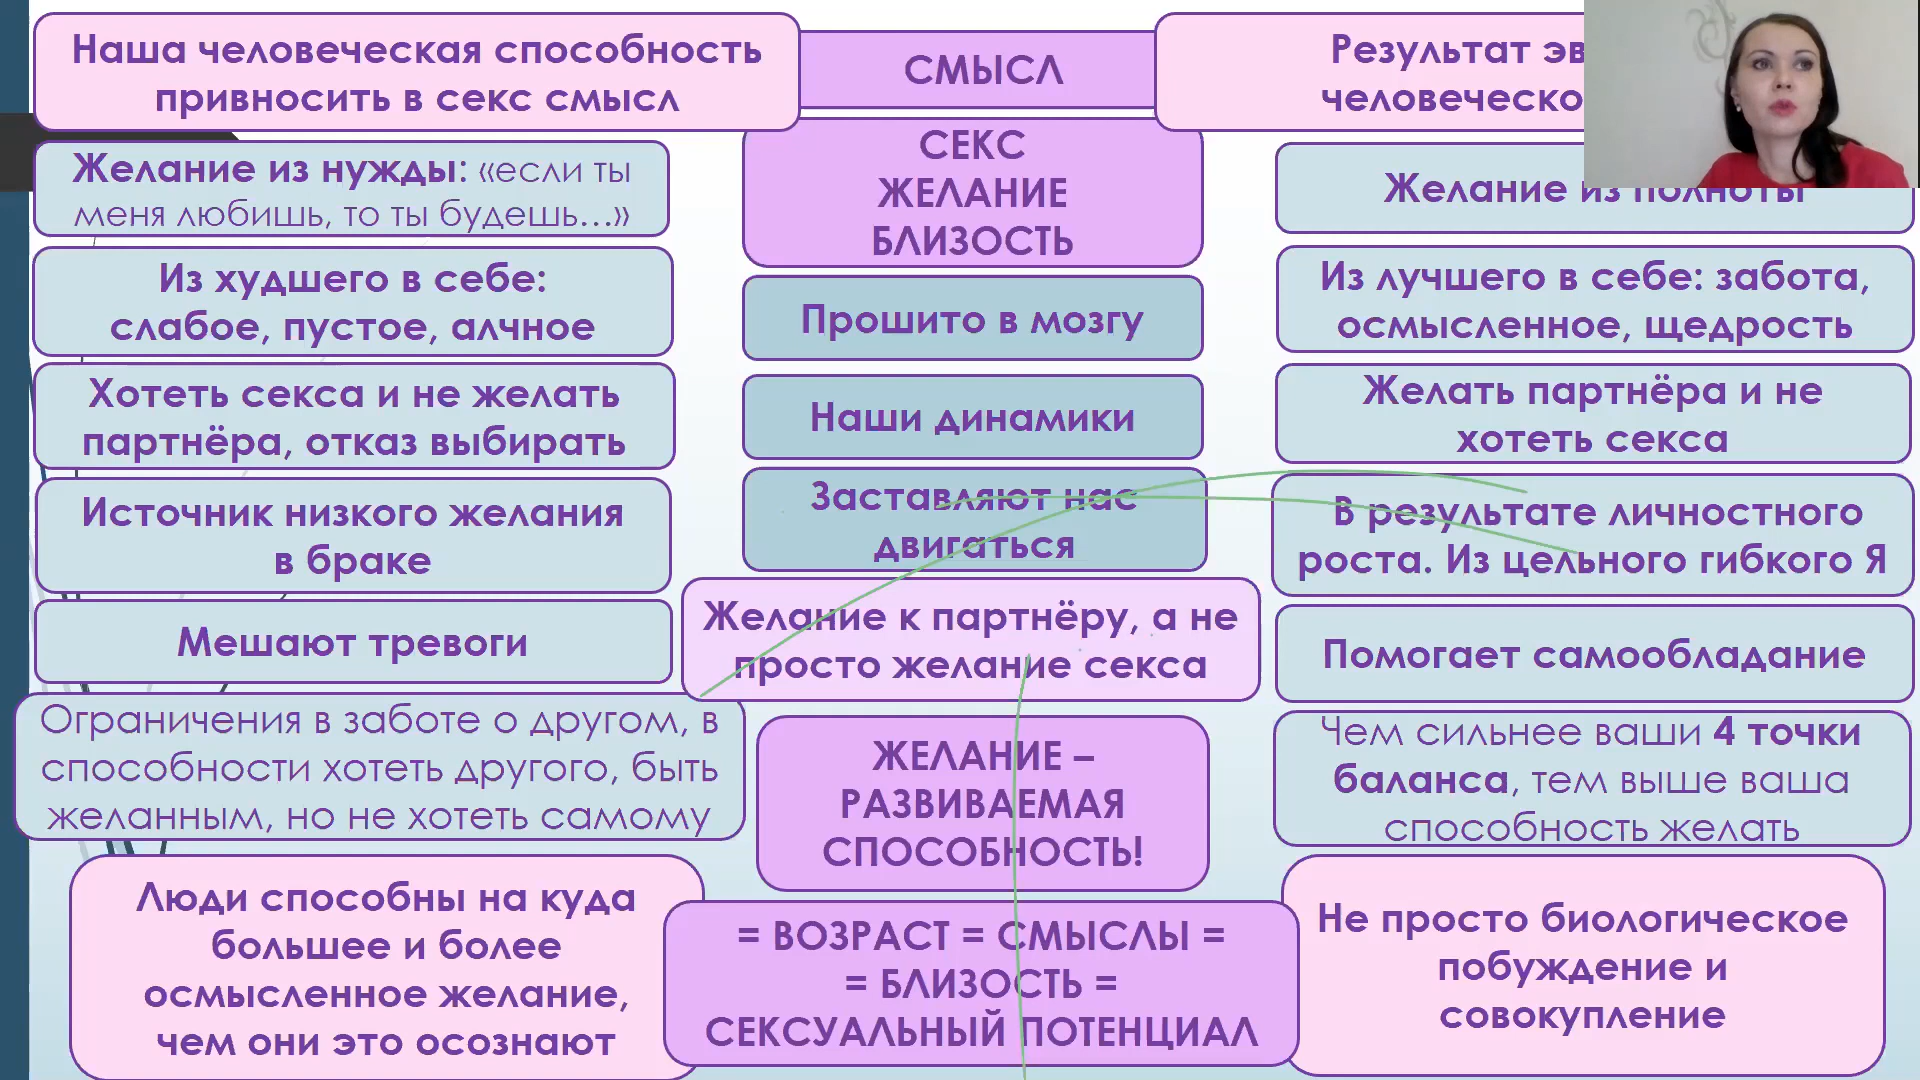 Наша человеческая способность
привносить в секс смысл
СМЫСЛ
Результат
человеческо
Желание из нужды: «если ты
меня любишь, то ты будешь...»
СЕКС
ЖЕЛАНИЕ
БЛИЗОСТЬ
Желание из полноты
Из худшего в себе:
слабое, пустое, алчное
Прошито в мозгу
Из лучшего в себе: забота,
осмысленное, щедрость
Хотеть секса и не желать
партнёра, отказ выбирать
Наши динамики
Желать партнёра и не
хотеть секса
Источник низкого желания
в браке
Заставляют нас
двигаться
В результате личностного
роста. Из цельного гибкого Я
Мешают тревоги
Желание к партнёру, а не
просто желание секса
Помогает самообладание
Ограничения в заботе о другом, в
способности хотеть другого, быть
желанным, но не хотеть самому
ЖЕЛАНИЕ –
РАЗВИВАЕМАЯ
СПОСОБНОСТЬ!
Чем сильнее ваши 4 точки
баланса, тем выше ваша
способность желать
Люди способны на куда
большее и более
осмысленное желание,
чем они это осознают
= ВОЗРАСТ = СМЫСЛЫ =
= БЛИЗОСТЬ =
СЕКСУАЛЬНЫЙ ПОТЕНЦИАЛ
Не просто биологическое
побуждение и
совокупление